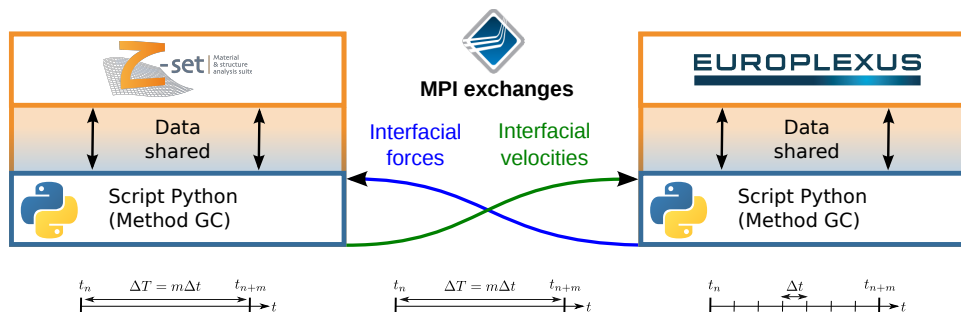 Z-set
Material
& structure
analysis suite
MPI exchanges
EUROPLEXUS
Data
shared
Interfacial
forces
Interfacial
velocities
Data
shared
Script Python
(Method GC)
Script Python
(Method GC)
t_n ΔT = mΔt t_{n+m} t
t_n ΔT = mΔt t_{n+m} t
t_n Δt t_{n+m} t